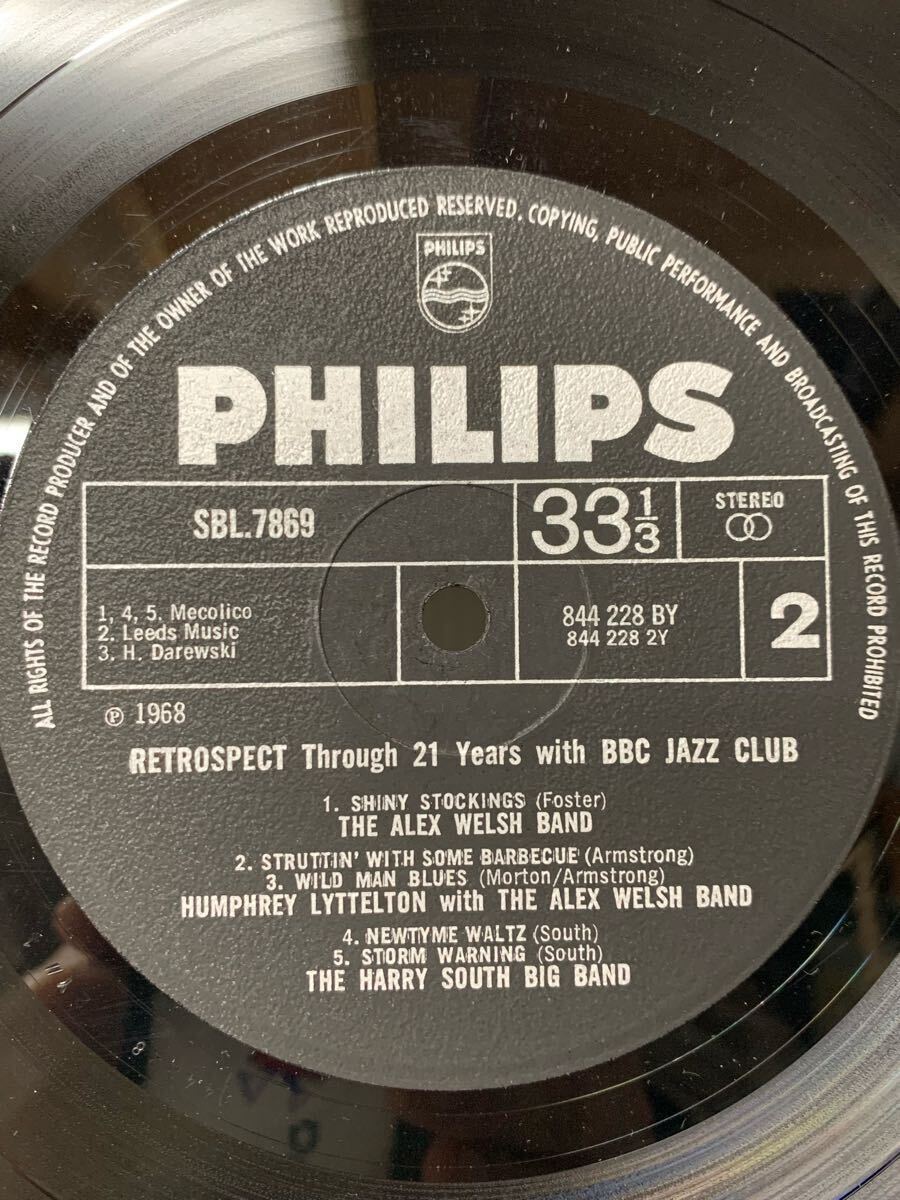 ALL RIGHTS OF THE RECORD PRODUCER AND OF THE OWNER OF THE WORK REPRODUCED RESERVED. COPYING, PUBLIC PERFORMANCE AND BROADCASTING OF THIS RECORD PROHIBITED
PHILIPS
PHILIPS
SBL.7869
33 1/3
STEREO
1, 4, 5. Mecolico
2. Leeds Music
3. H. Darewski
844 228 BY
844 228 2Y
2
℗ 1968
RETROSPECT Through 21 Years with BBC JAZZ CLUB
1. SHINY STOCKINGS (Foster)
THE ALEX WELSH BAND
2. STRUTTIN' WITH SOME BARBECUE (Armstrong)
3. WILD MAN BLUES (Morton/Armstrong)
HUMPHREY LYTTELTON with THE ALEX WELSH BAND
4. NEWTYME WALTZ (South)
5. STORM WARNING (South)
THE HARRY SOUTH BIG BAND